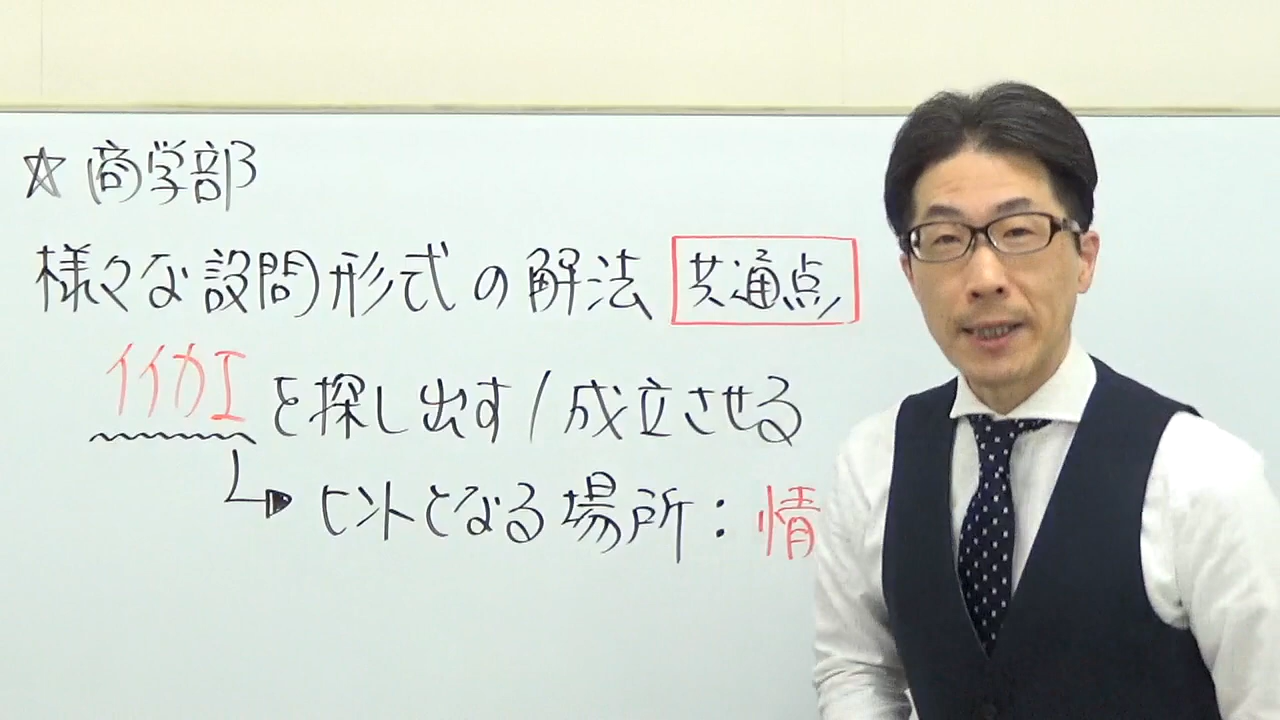 ☆ 商学部
様々な設問形式の解法 共通点
イイカエを探し出す/成立させる
ヒントとなる場所:情